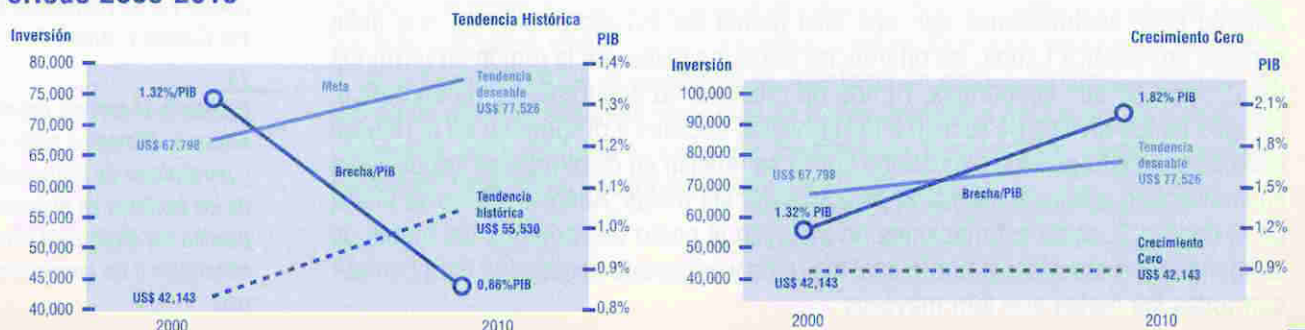 Tendencia Histórica
Inversión
PIB
80,000
75,000
70,000
65,000
60,000
55,000
50,000
45,000
40,000
1,4%
1,3%
1,2%
1,1%
1,0%
0,9%
0,8%
1.32%/PIB
Meta
Tendencia
deseable
US$ 77,526
US$ 67.798
Brecha/PIB
Tendencia
histórica
US$ 55,530
US$ 42,143
0,86%PIB
2000
2010
Crecimiento Cero
Inversión
PIB
100,000
90,000
80,000
70,000
60,000
50,000
40,000
2,1%
1,8%
1,5%
1,2%
0,9%
1.82% PIB
Tendencia
deseable
US$ 77,526
US$ 67,798
Brecha/PIB
1.32% PIB
Crecimiento
Cero
US$ 42,143
US$ 42,143
2000
2010